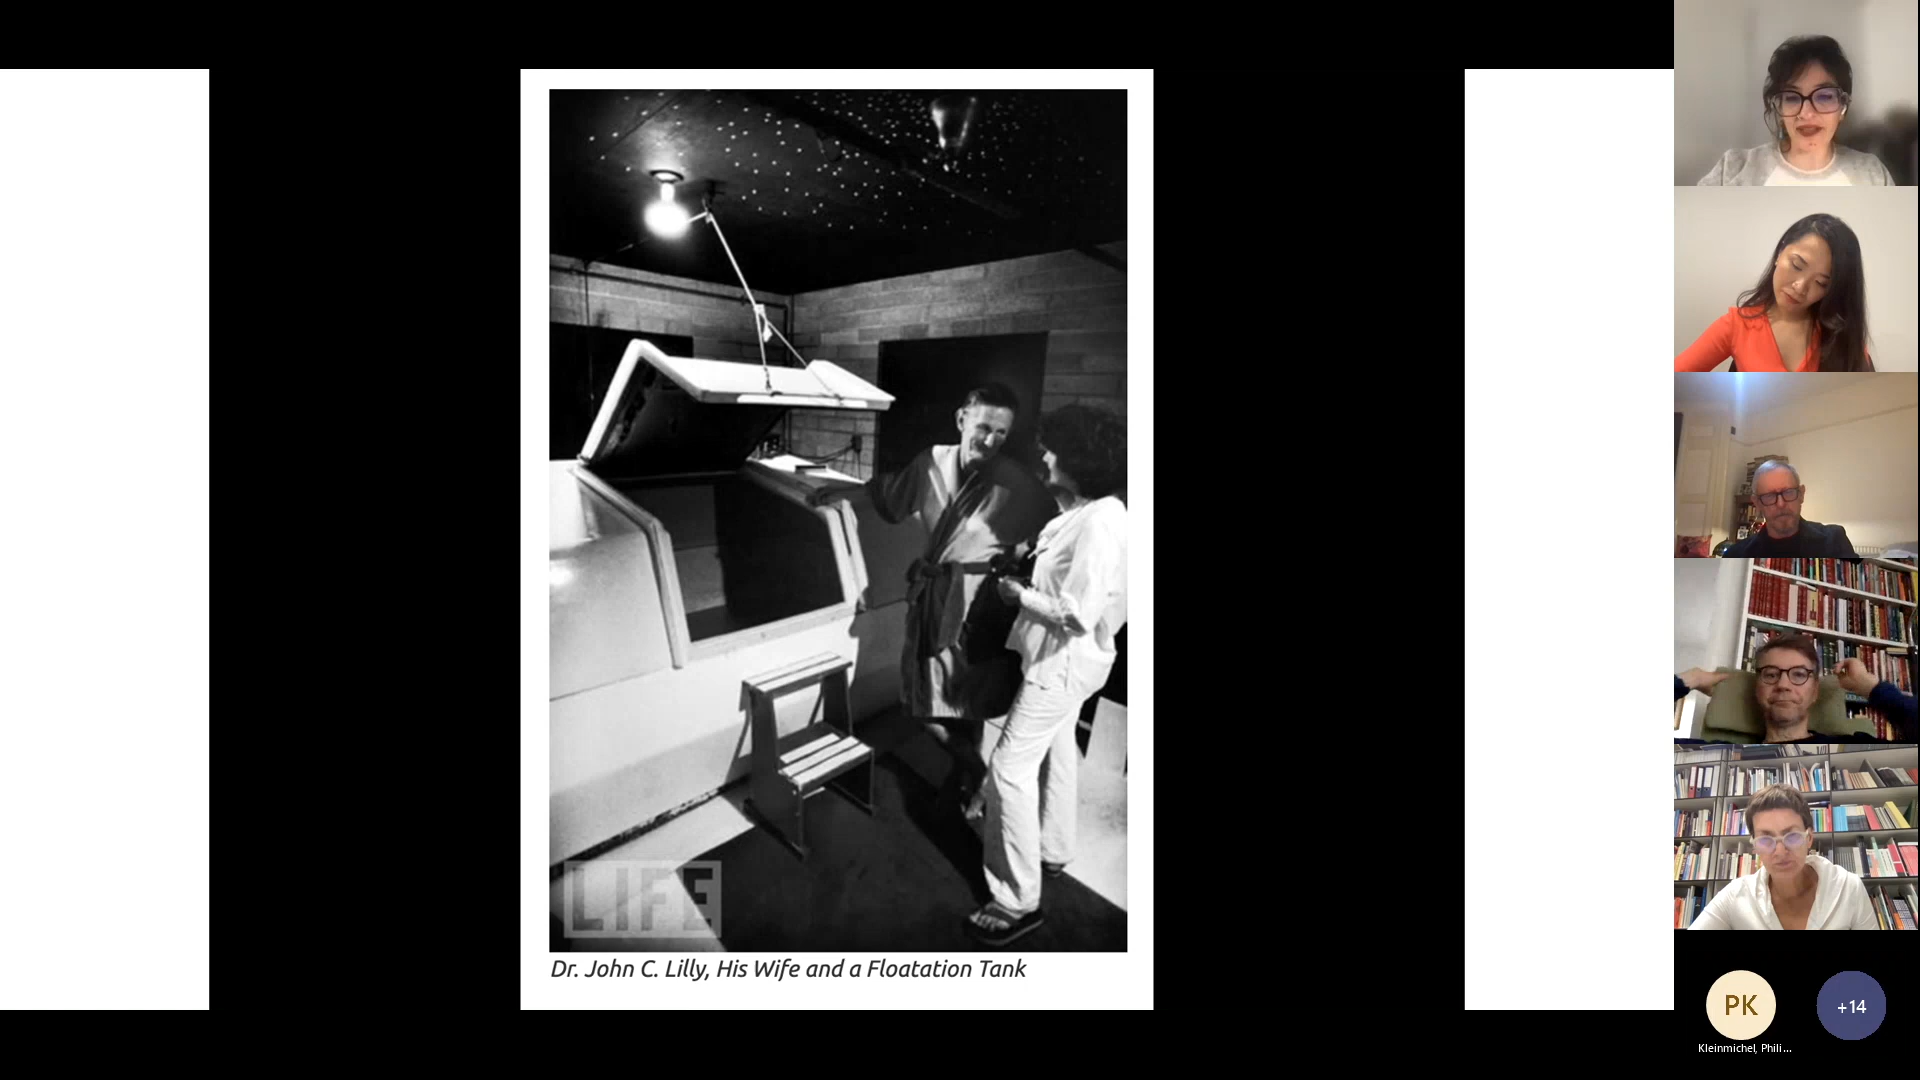 LIFE
Dr. John C. Lilly, His Wife and a Floatation Tank
PK
+14
Kleinmichel, Phili...